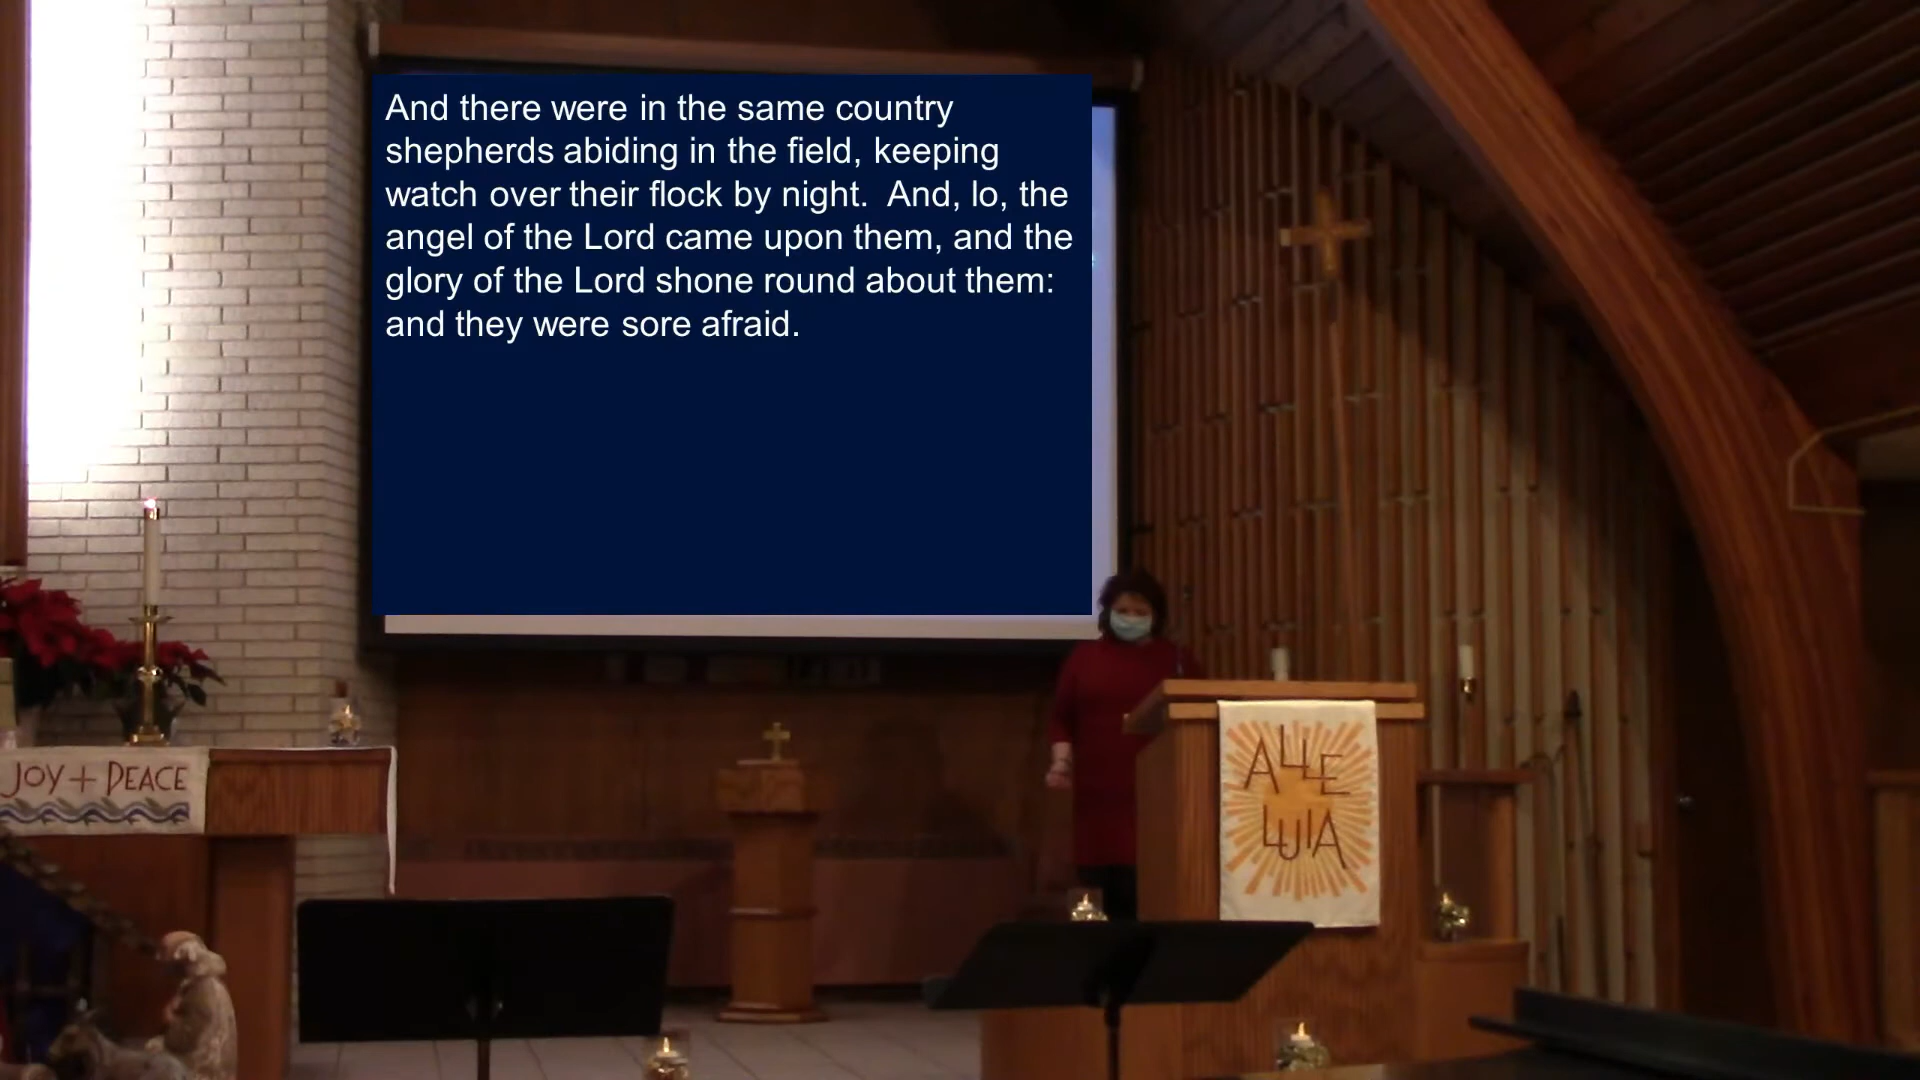 And there were in the same country
shepherds abiding in the field, keeping
watch over their flock by night.  And, lo, the
angel of the Lord came upon them, and the
glory of the Lord shone round about them:
and they were sore afraid.
JOY + PEACE
ALLE
LUIA